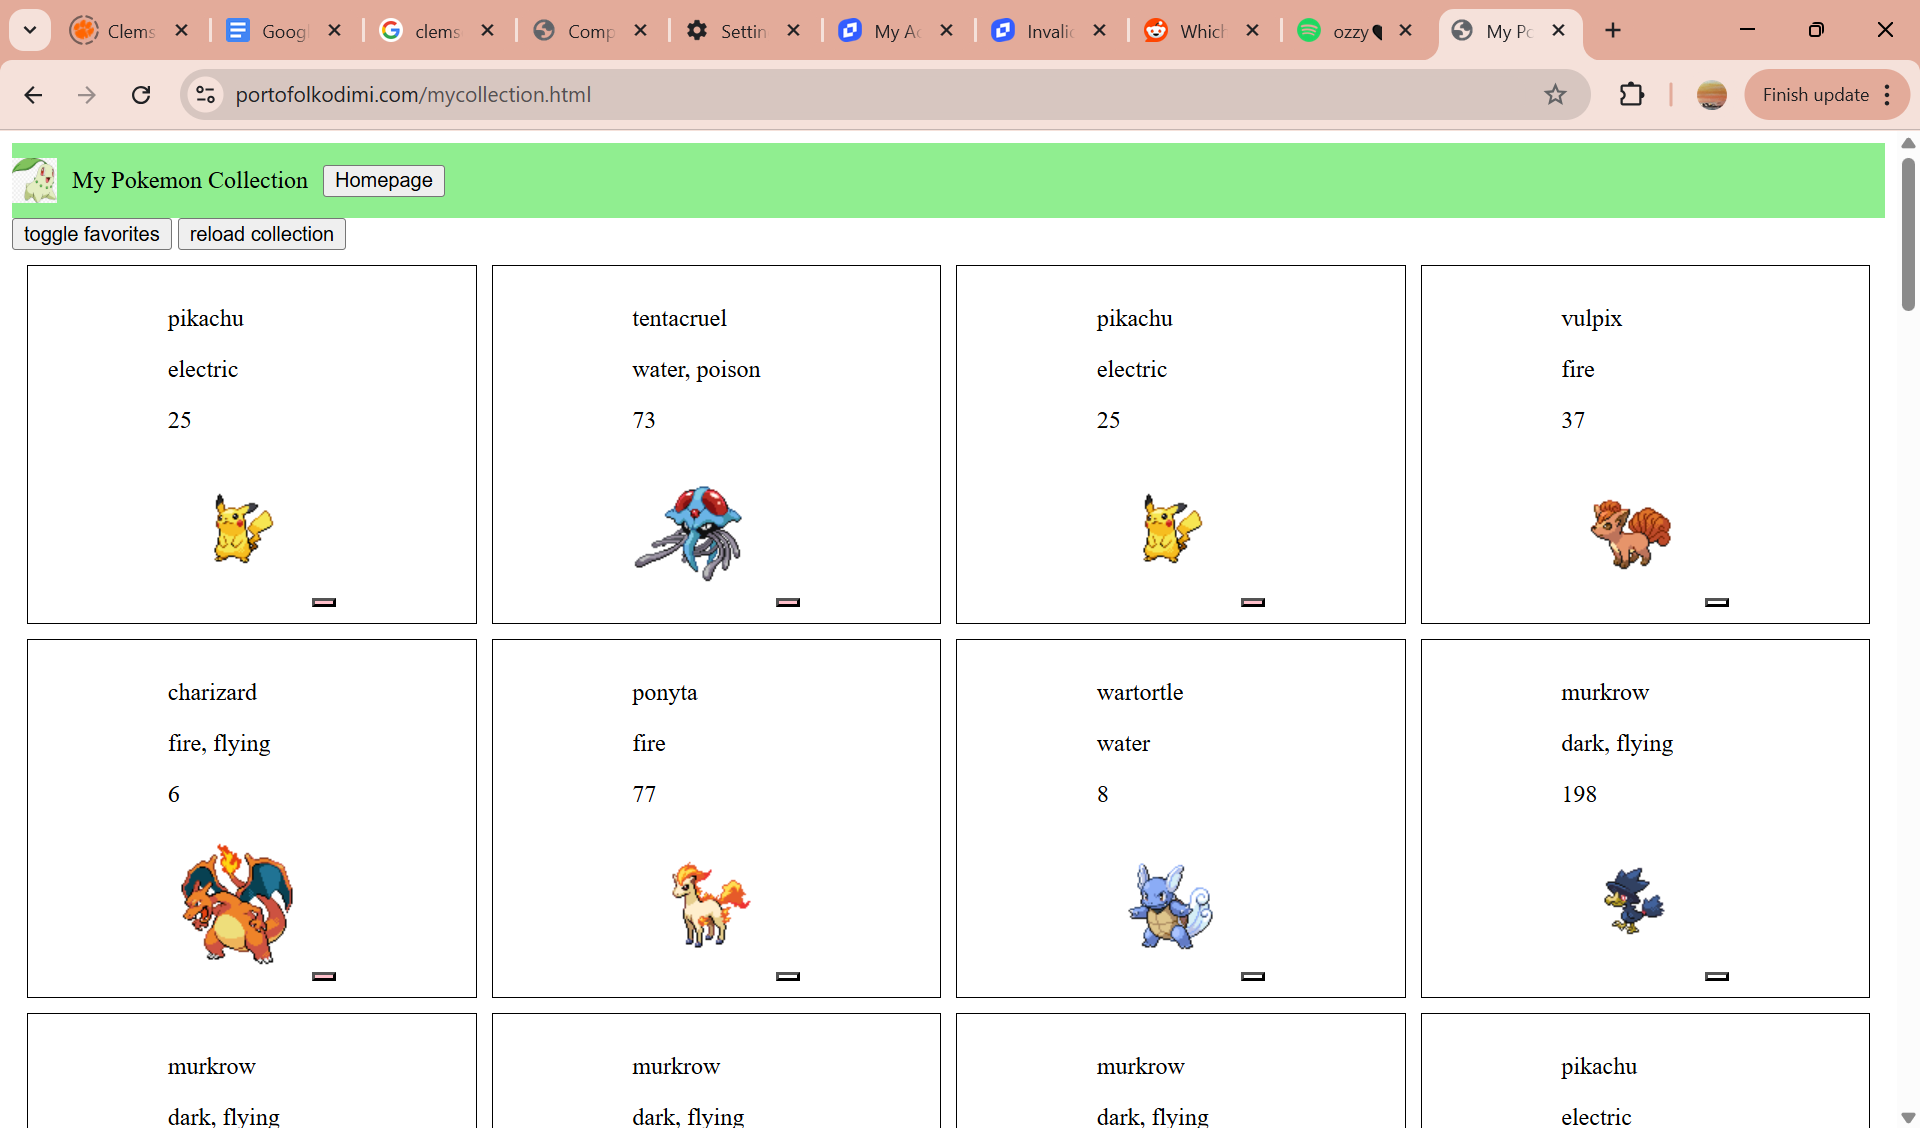 Clems
Goog
clems
Comp
Settin
My Ac
Invalid
Which
ozzy🖤
My Po
portofolkodimi.com/mycollection.html
Finish update
My Pokemon Collection
Homepage
toggle favorites
reload collection
pikachu
electric
25
tentacruel
water, poison
73
pikachu
electric
25
vulpix
fire
37
charizard
fire, flying
6
ponyta
fire
77
wartortle
water
8
murkrow
dark, flying
198
murkrow
dark, flying
murkrow
dark, flying
murkrow
dark, flying
pikachu
electric